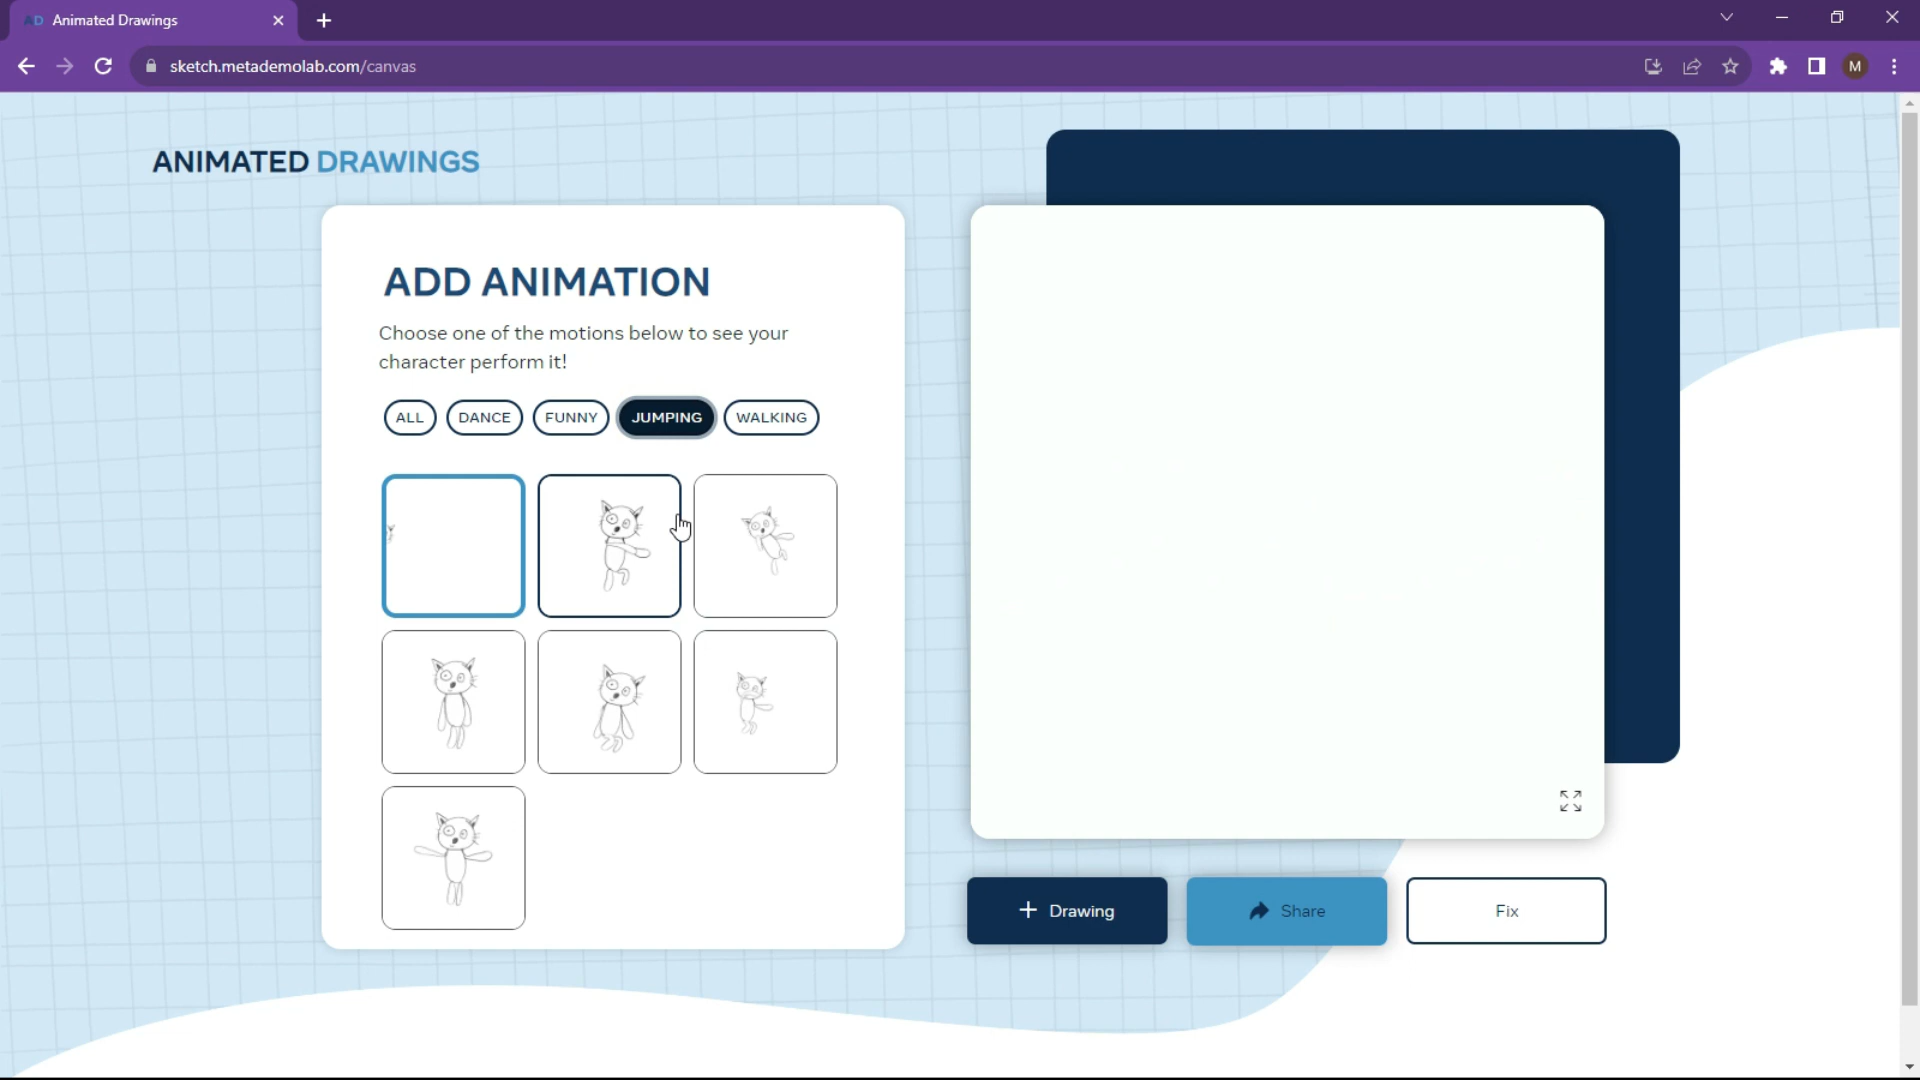 AD Animated Drawings
sketch.metademolab.com/canvas
M
ANIMATED DRAWINGS
ADD ANIMATION
Choose one of the motions below to see your
character perform it!
ALL DANCE FUNNY JUMPING WALKING
Drawing Share Fix